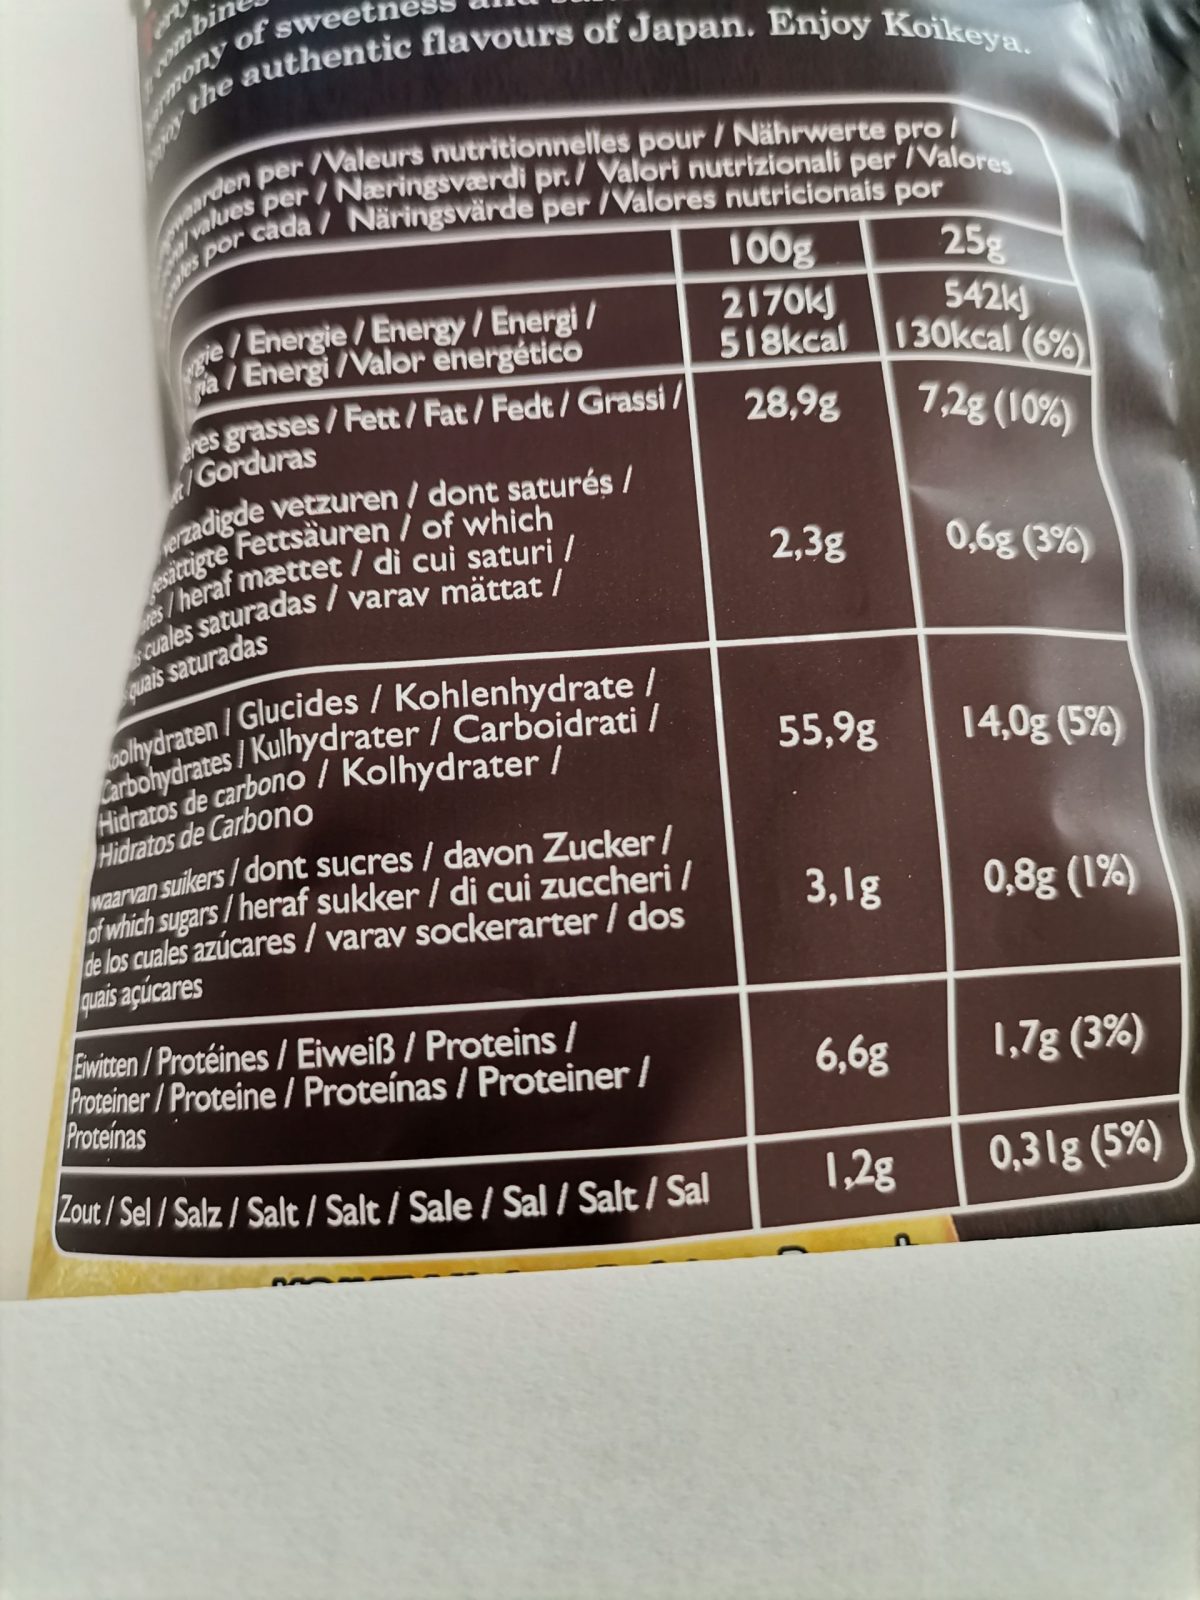 of sweetness
the authentic flavours of Japan. Enjoy Koikeya.
per / Valeurs nutritionnelles pour / Nährwerte pro /
values per / Næringsværdi pr. / Valori nutrizionali per / Valores
por cada / Näringsvärde per / Valores nutricionais por
100g 25g
/ Energie / Energy / Energi /
/ Energi / Valor energético
2170kJ 542kJ
518kcal 130kcal (6%)
grasses / Fett / Fat / Fedt / Grassi /
/ Gorduras
28,9g 7,2g (10%)
vetzuren / dont saturés /
Fettsäuren / of which
/ heraf mættet / di cui saturi /
cuales saturadas / varav mättat /
quais saturadas
2,3g 0,6g (3%)
/ Glucides / Kohlenhydrate /
Carbohydrates / Kulhydrater / Carboidrati /
Hidratos de carbono / Kolhydrater /
Hidratos de Carbono
55,9g 14,0g (5%)
waarvan suikers / dont sucres / davon Zucker /
of which sugars / heraf sukker / di cui zuccheri /
de los cuales azúcares / varav sockerarter / dos
quais açúcares
3,1g 0,8g (1%)
Eiwitten / Protéines / Eiweiß / Proteins /
Proteiner / Proteine / Proteínas / Proteiner /
Proteínas
6,6g 1,7g (3%)
Zout / Sel / Salz / Salt / Salt / Sale / Sal / Salt / Sal
1,2g 0,31g (5%)